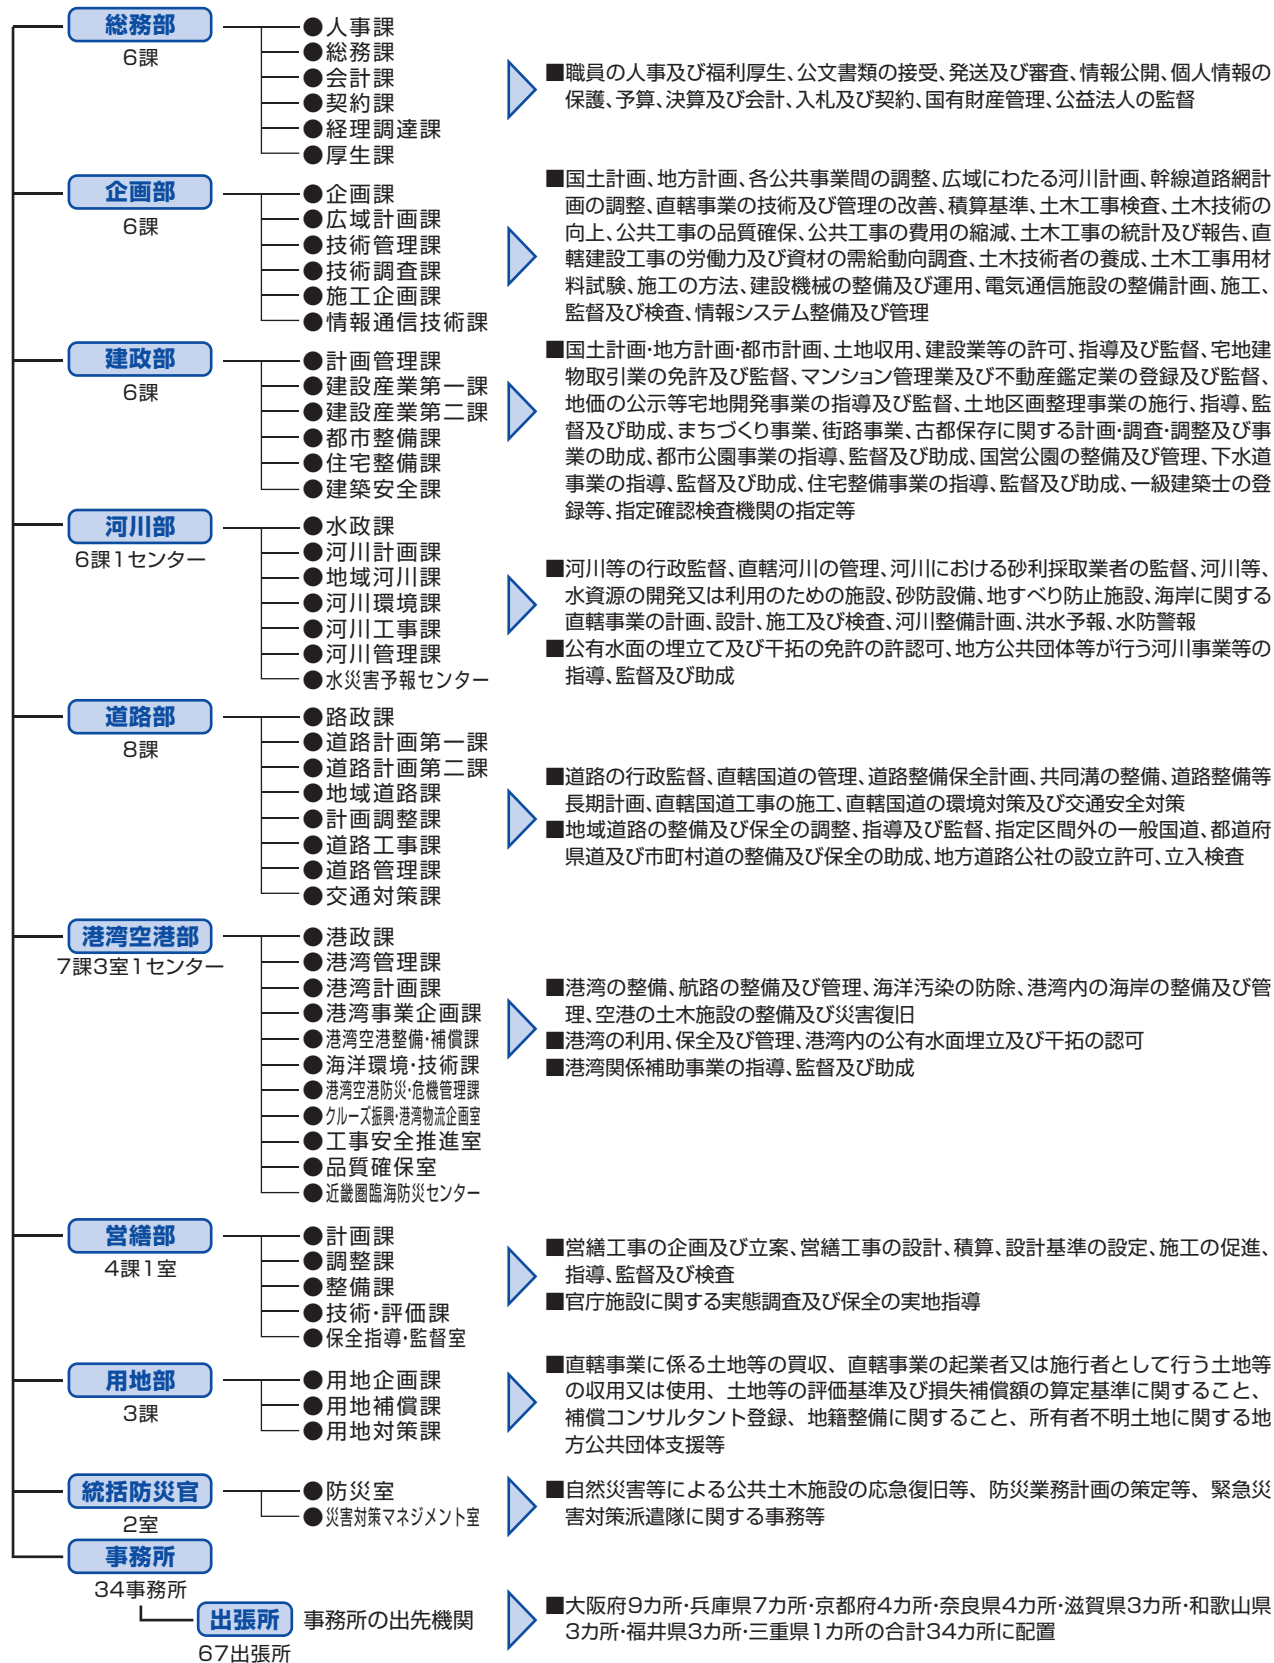 総務部
6課
●人事課
●総務課
●会計課
●契約課
●経理調達課
●厚生課
■職員の人事及び福利厚生、公文書類の接受、発送及び審査、情報公開、個人情報の
保護、予算、決算及び会計、入札及び契約、国有財産管理、公益法人の監督
企画部
6課
●企画課
●広域計画課
●技術管理課
●技術調査課
●施工企画課
●情報通信技術課
■国土計画、地方計画、各公共事業間の調整、広域にわたる河川計画、幹線道路網計
画の調整、直轄事業の技術及び管理の改善、積算基準、土木工事検査、土木技術の
向上、公共工事の品質確保、公共工事の費用の縮減、土木工事の統計及び報告、直
轄建設工事の労働力及び資材の需給動向調査、土木技術者の養成、土木工事用材
料試験、施工の方法、建設機械の整備及び運用、電気通信施設の整備計画、施工、
監督及び検査、情報システム整備及び管理
建政部
6課
●計画管理課
●建設産業第一課
●建設産業第二課
●都市整備課
●住宅整備課
●建築安全課
■国土計画・地方計画・都市計画、土地収用、建設業等の許可、指導及び監督、宅地建
物取引業の免許及び監督、マンション管理業及び不動産鑑定業の登録及び監督、
地価の公示等宅地開発事業の指導及び監督、土地区画整理事業の施行、指導、監
督及び助成、まちづくり事業、街路事業、古都保存に関する計画・調査・調整及び事
業の助成、都市公園事業の指導、監督及び助成、国営公園の整備及び管理、下水道
事業の指導、監督及び助成、住宅整備事業の指導、監督及び助成、一級建築士の登
録等、指定確認検査機関の指定等
河川部
6課1センター
●水政課
●河川計画課
●地域河川課
●河川環境課
●河川工事課
●河川管理課
●水災害予報センター
■河川等の行政監督、直轄河川の管理、河川における砂利採取業者の監督、河川等、
水資源の開発又は利用のための施設、砂防設備、地すべり防止施設、海岸に関する
直轄事業の計画、設計、施工及び検査、河川整備計画、洪水予報、水防警報
■公有水面の埋立て及び干拓の免許の許認可、地方公共団体等が行う河川事業等の
指導、監督及び助成
道路部
8課
●路政課
●道路計画第一課
●道路計画第二課
●地域道路課
●計画調整課
●道路工事課
●道路管理課
●交通対策課
■道路の行政監督、直轄国道の管理、道路整備保全計画、共同溝の整備、道路整備等
長期計画、直轄国道工事の施工、直轄国道の環境対策及び交通安全対策
■地域道路の整備及び保全の調整、指導及び監督、指定区間外の一般国道、都道府
県道及び市町村道の整備及び保全の助成、地方道路公社の設立許可、立入検査
港湾空港部
7課3室1センター
●港政課
●港湾管理課
●港湾計画課
●港湾事業企画課
●港湾空港整備・補償課
●海洋環境・技術課
●港湾空港防災・危機管理課
●クルーズ振興・港湾物流企画室
●工事安全推進室
●品質確保室
●近畿圏臨海防災センター
■港湾の整備、航路の整備及び管理、海洋汚染の防除、港湾内の海岸の整備及び管
理、空港の土木施設の整備及び災害復旧
■港湾の利用、保全及び管理、港湾内の公有水面埋立及び干拓の認可
■港湾関係補助事業の指導、監督及び助成
営繕部
4課1室
●計画課
●調整課
●整備課
●技術・評価課
●保全指導・監督室
■営繕工事の企画及び立案、営繕工事の設計、積算、設計基準の設定、施工の促進、
指導、監督及び検査
■官庁施設に関する実態調査及び保全の実地指導
用地部
3課
●用地企画課
●用地補償課
●用地対策課
■直轄事業に係る土地等の買収、直轄事業の起業者又は施行者として行う土地等
の収用又は使用、土地等の評価基準及び損失補償額の算定基準に関すること、
補償コンサルタント登録、地籍整備に関すること、所有者不明土地に関する地
方公共団体支援等
統括防災官
2室
●防災室
●災害対策マネジメント室
■自然災害等による公共土木施設の応急復旧等、防災業務計画の策定等、緊急災
害対策派遣隊に関する事務等
事務所
34事務所
出張所
事務所の出先機関
67出張所
■大阪府9カ所・兵庫県7カ所・京都府4カ所・奈良県4カ所・滋賀県3カ所・和歌山県
3カ所・福井県3カ所・三重県1カ所の合計34カ所に配置